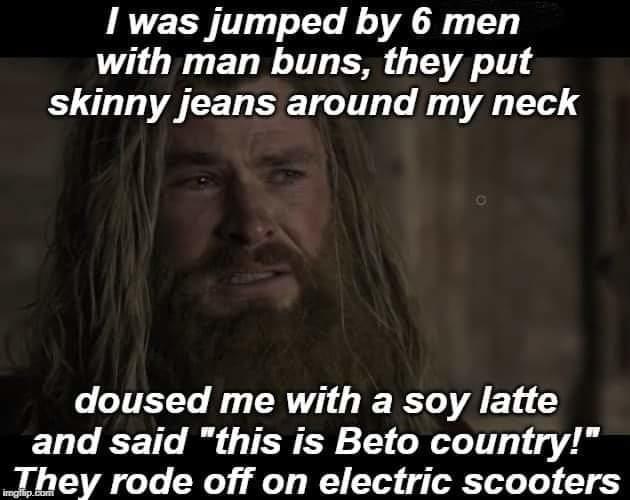 I was jumped by 6 men
with man buns, they put
skinny jeans around my neck
doused me with a soy latte
and said "this is Beto country!"
They rode off on electric scooters
imgflip.com